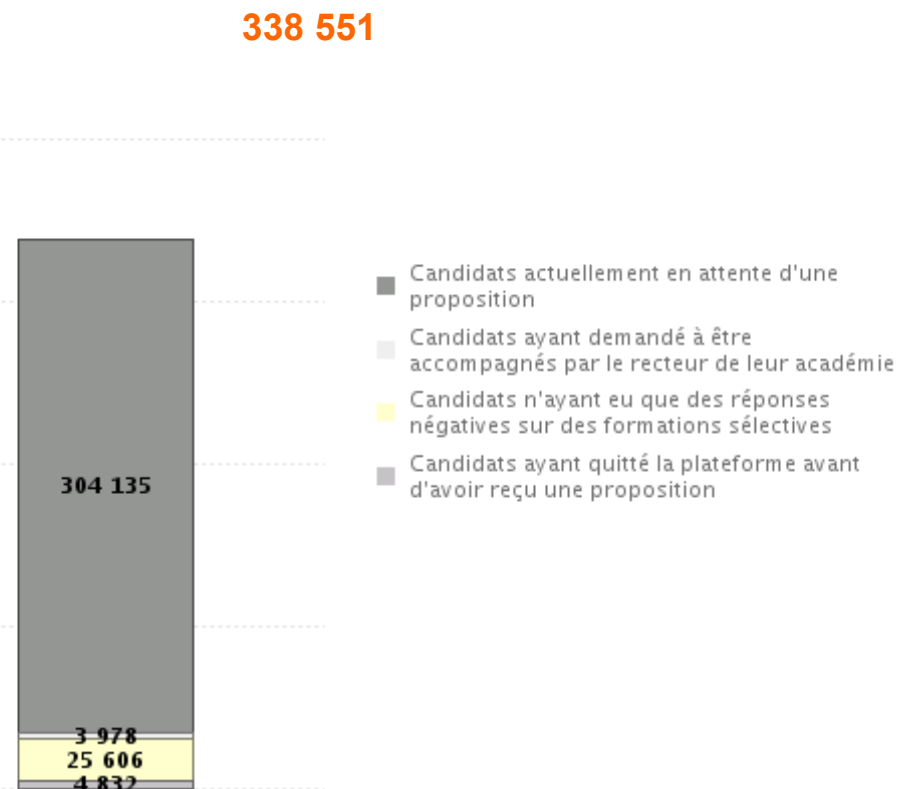 338 551
304 135
3 978
25 606
4 832
Candidats actuellement en attente d'une
proposition
Candidats ayant demandé à être
accompagnés par le recteur de leur académie
Candidats n'ayant eu que des réponses
négatives sur des formations sélectives
Candidats ayant quitté la plateforme avant
d'avoir reçu une proposition